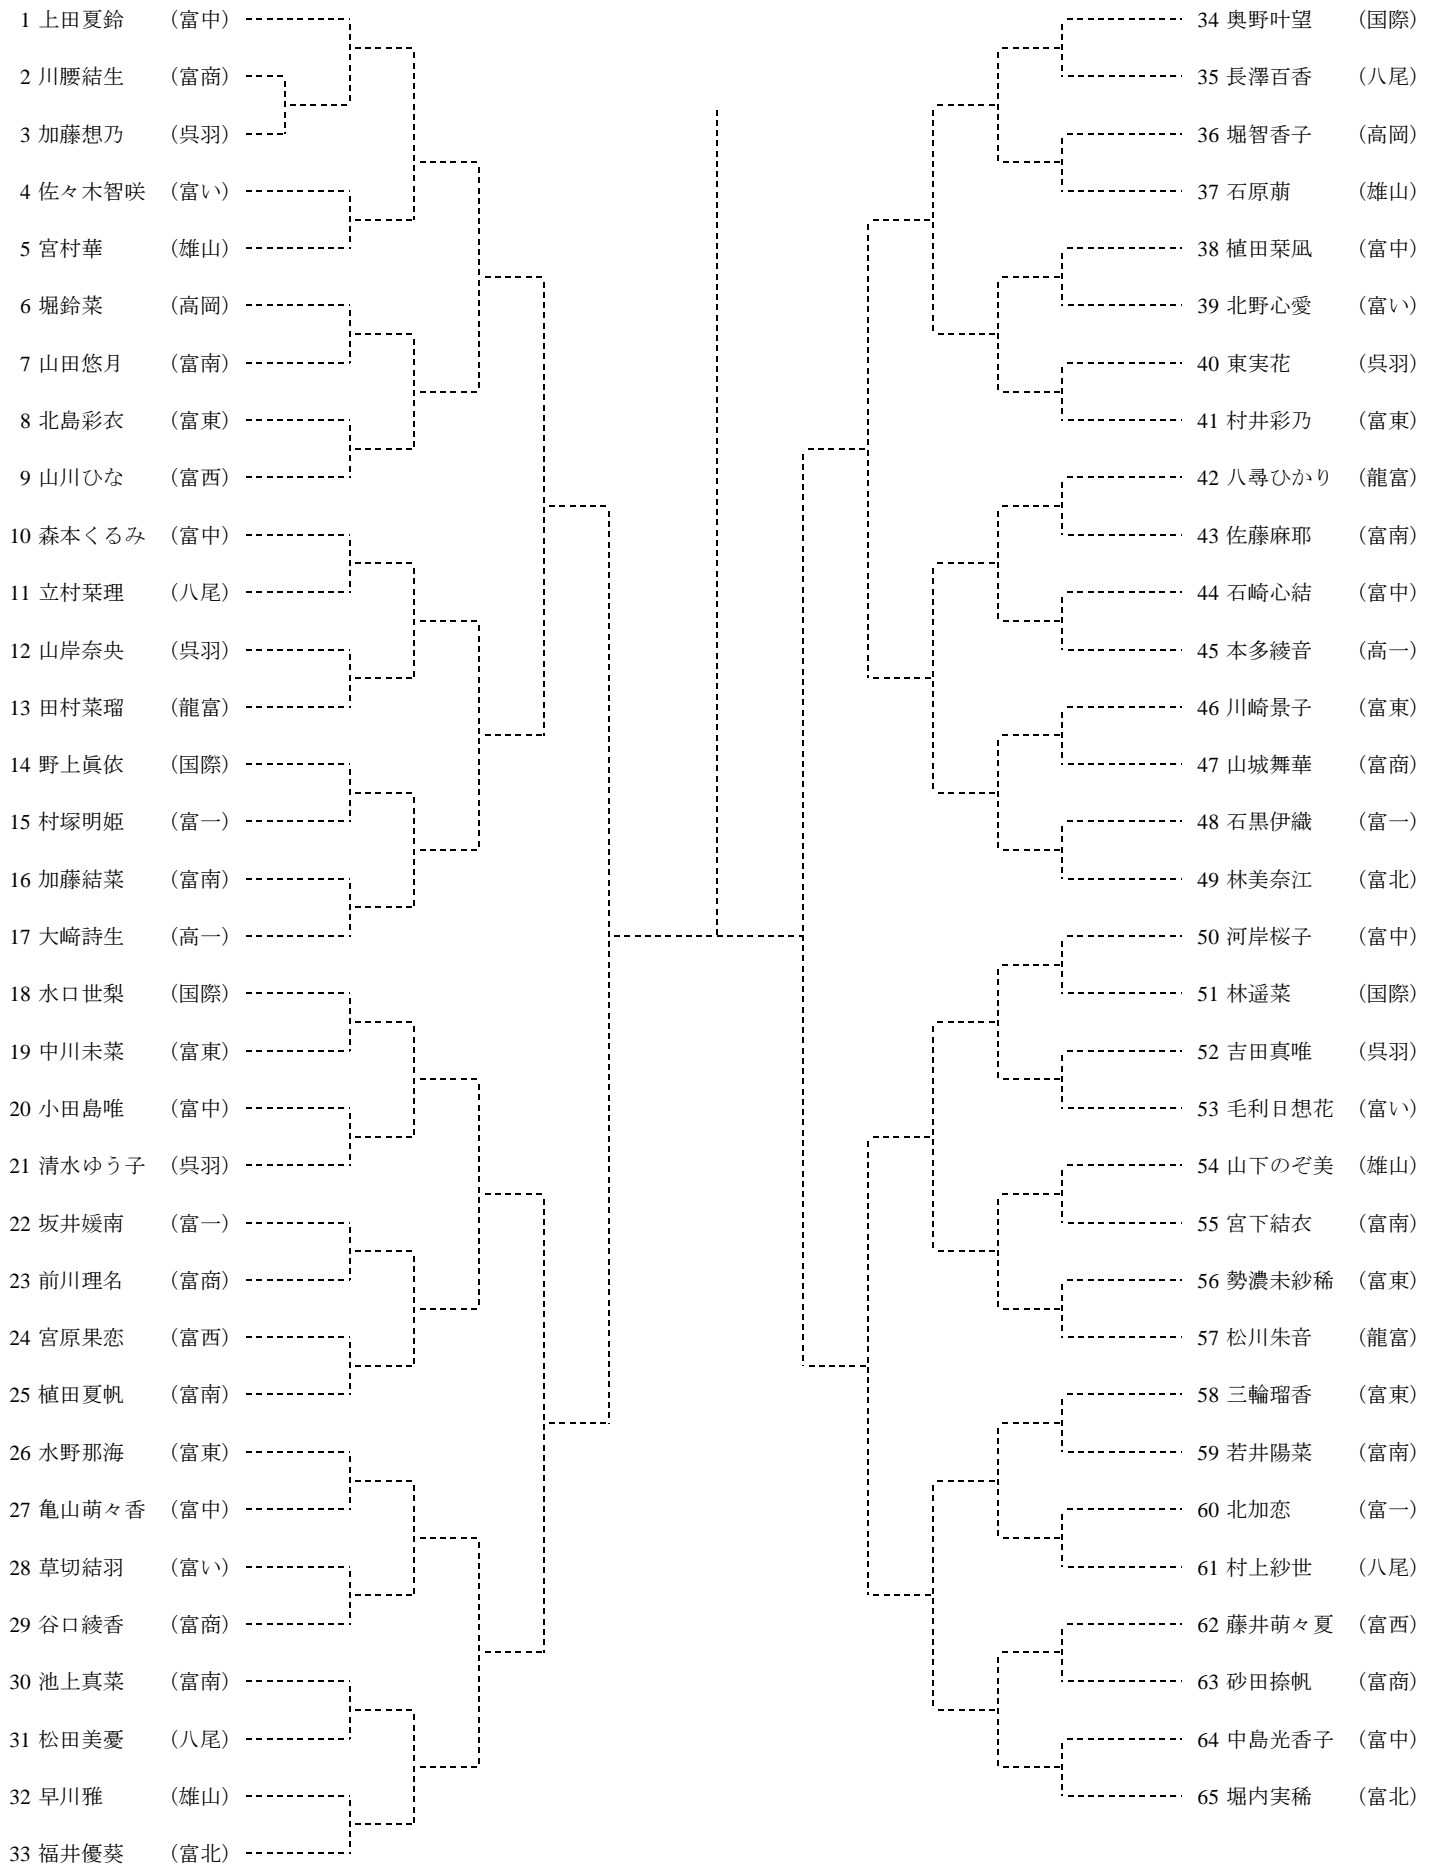 1 上田夏鈴 （富中）
2 川腰結生 （富商）
3 加藤想乃 （呉羽）
4 佐々木智咲 （富い）
5 宮村華 （雄山）
6 堀鈴菜 （高岡）
7 山田悠月 （富南）
8 北島彩衣 （富東）
9 山川ひな （富西）
10 森本くるみ （富中）
11 立村栞理 （八尾）
12 山岸奈央 （呉羽）
13 田村菜瑠 （龍富）
14 野上眞依 （国際）
15 村塚明姫 （富一）
16 加藤結菜 （富南）
17 大﨑詩生 （高一）
18 水口世梨 （国際）
19 中川未菜 （富東）
20 小田島唯 （富中）
21 清水ゆう子 （呉羽）
22 坂井媛南 （富一）
23 前川理名 （富商）
24 宮原果恋 （富西）
25 植田夏帆 （富南）
26 水野那海 （富東）
27 亀山萌々香 （富中）
28 草切結羽 （富い）
29 谷口綾香 （富商）
30 池上真菜 （富南）
31 松田美憂 （八尾）
32 早川雅 （雄山）
33 福井優葵 （富北）
34 奥野叶望 （国際）
35 長澤百香 （八尾）
36 堀智香子 （高岡）
37 石原萠 （雄山）
38 植田栞凪 （富中）
39 北野心愛 （富い）
40 東実花 （呉羽）
41 村井彩乃 （富東）
42 八尋ひかり （龍富）
43 佐藤麻耶 （富南）
44 石崎心結 （富中）
45 本多綾音 （高一）
46 川崎景子 （富東）
47 山城舞華 （富商）
48 石黒伊織 （富一）
49 林美奈江 （富北）
50 河岸桜子 （富中）
51 林遥菜 （国際）
52 吉田真唯 （呉羽）
53 毛利日想花 （富い）
54 山下のぞ美 （雄山）
55 宮下結衣 （富南）
56 勢濃未紗稀 （富東）
57 松川朱音 （龍富）
58 三輪瑠香 （富東）
59 若井陽菜 （富南）
60 北加恋 （富一）
61 村上紗世 （八尾）
62 藤井萌々夏 （富西）
63 砂田捺帆 （富商）
64 中島光香子 （富中）
65 堀内実稀 （富北）